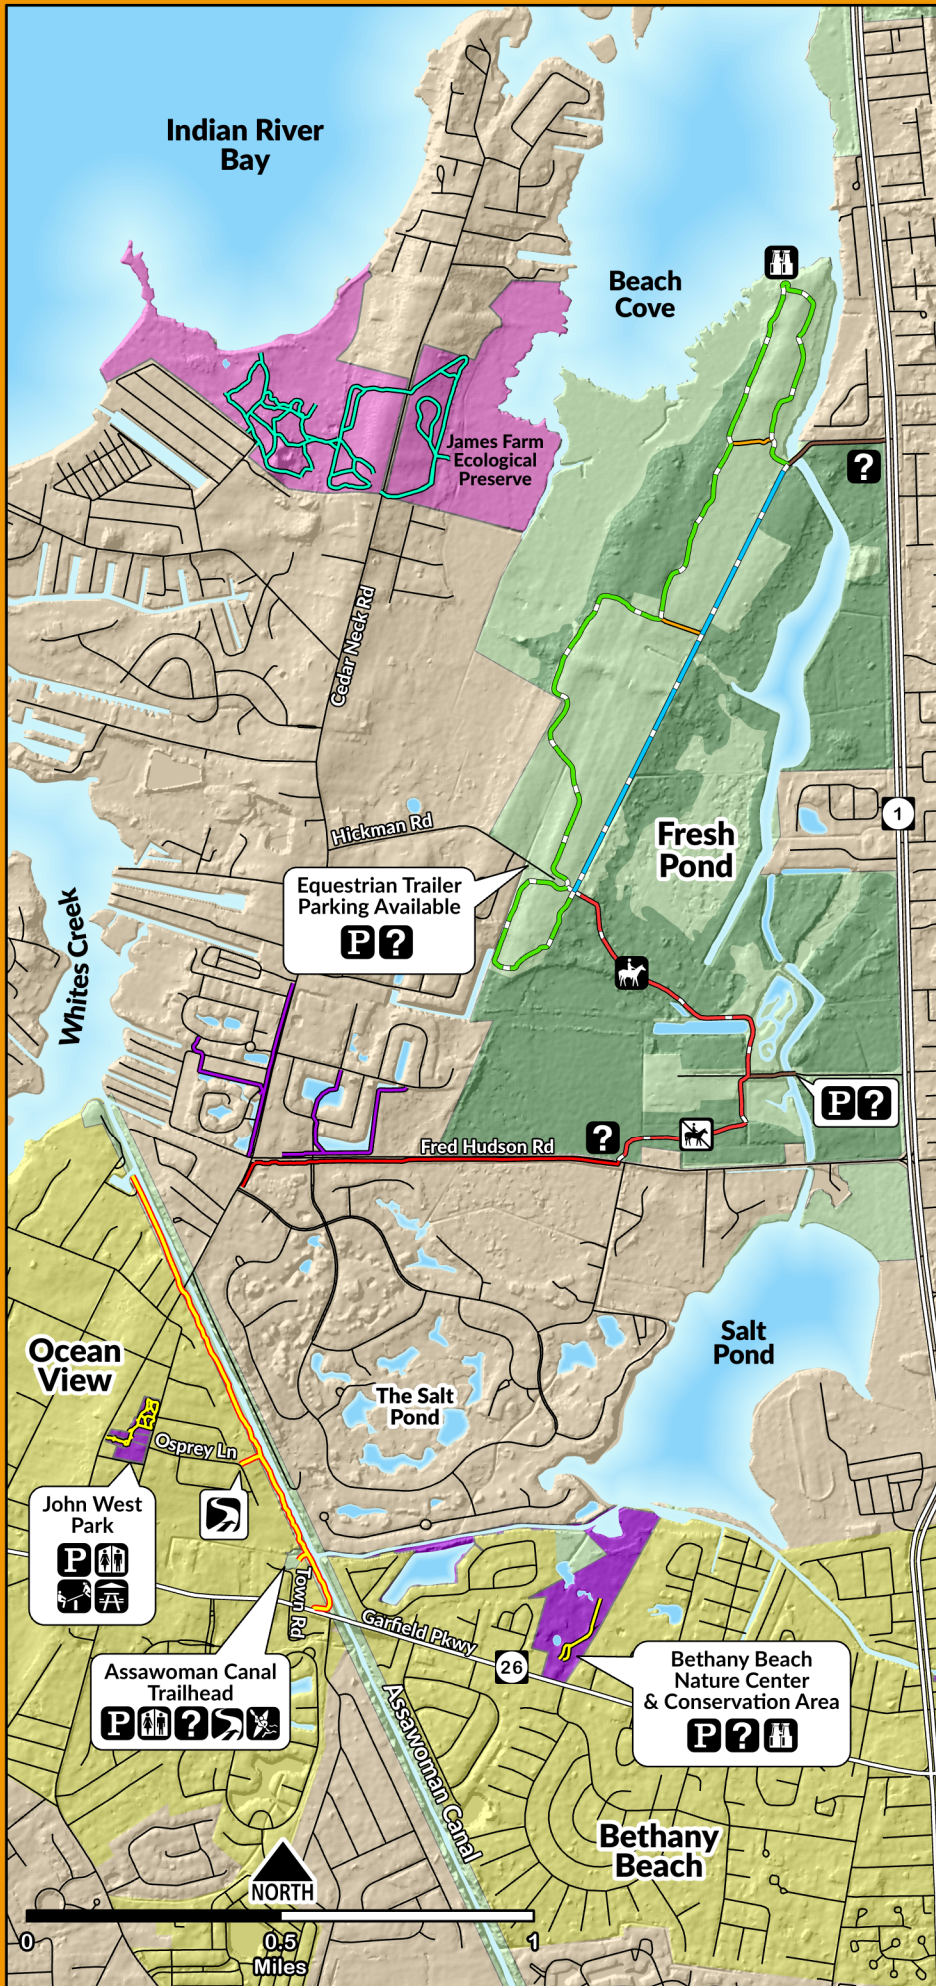 Indian River
Bay
Beach
Cove
?
James Farm
Ecological
Preserve
Cedar Neck Rd
1
Hickman Rd
Fresh
Pond
Equestrian Trailer
Parking Available
P ?
Whites Creek
P ?
?
Fred Hudson Rd
Ocean
View
Salt
Pond
The Salt
Pond
Osprey Ln
John West
Park
P
Town Rd
Garfield Pkwy
26
Assawoman Canal
Trailhead
P ?
Bethany Beach
Nature Center
& Conservation Area
P ?
Assawoman Canal
Bethany
Beach
NORTH
0 0.5 1
Miles